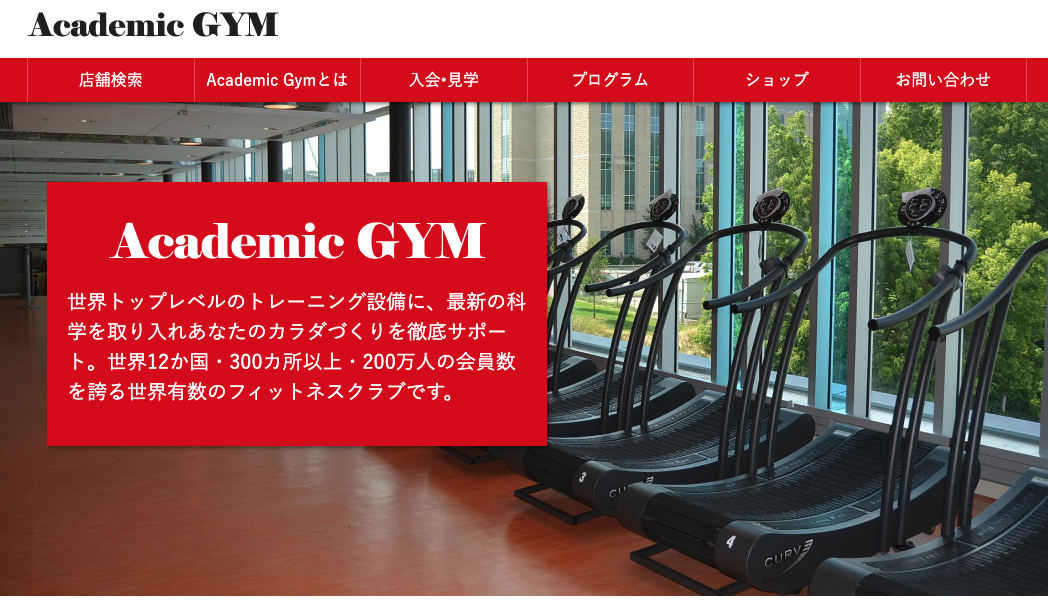 Academic GYM
店舗検索
Academic Gymとは
入会•見学
プログラム
ショップ
お問い合わせ
Academic GYM
世界トップレベルのトレーニング設備に、最新の科
学を取り入れあなたのカラダづくりを徹底サポー
ト。世界12か国・300カ所以上・200万人の会員数
を誇る世界有数のフィットネスクラブです。
3
CURVE
4
CURVE